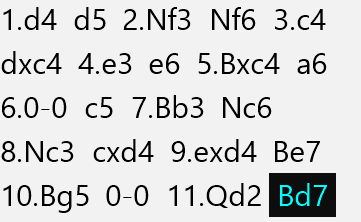 1.d4 d5 2.Nf3 Nf6 3.c4
dxc4 4.e3 e6 5.Bxc4 a6
6.0-0 c5 7.Bb3 Nc6
8.Nc3 cxd4 9.exd4 Be7
10.Bg5 0-0 11.Qd2 Bd7